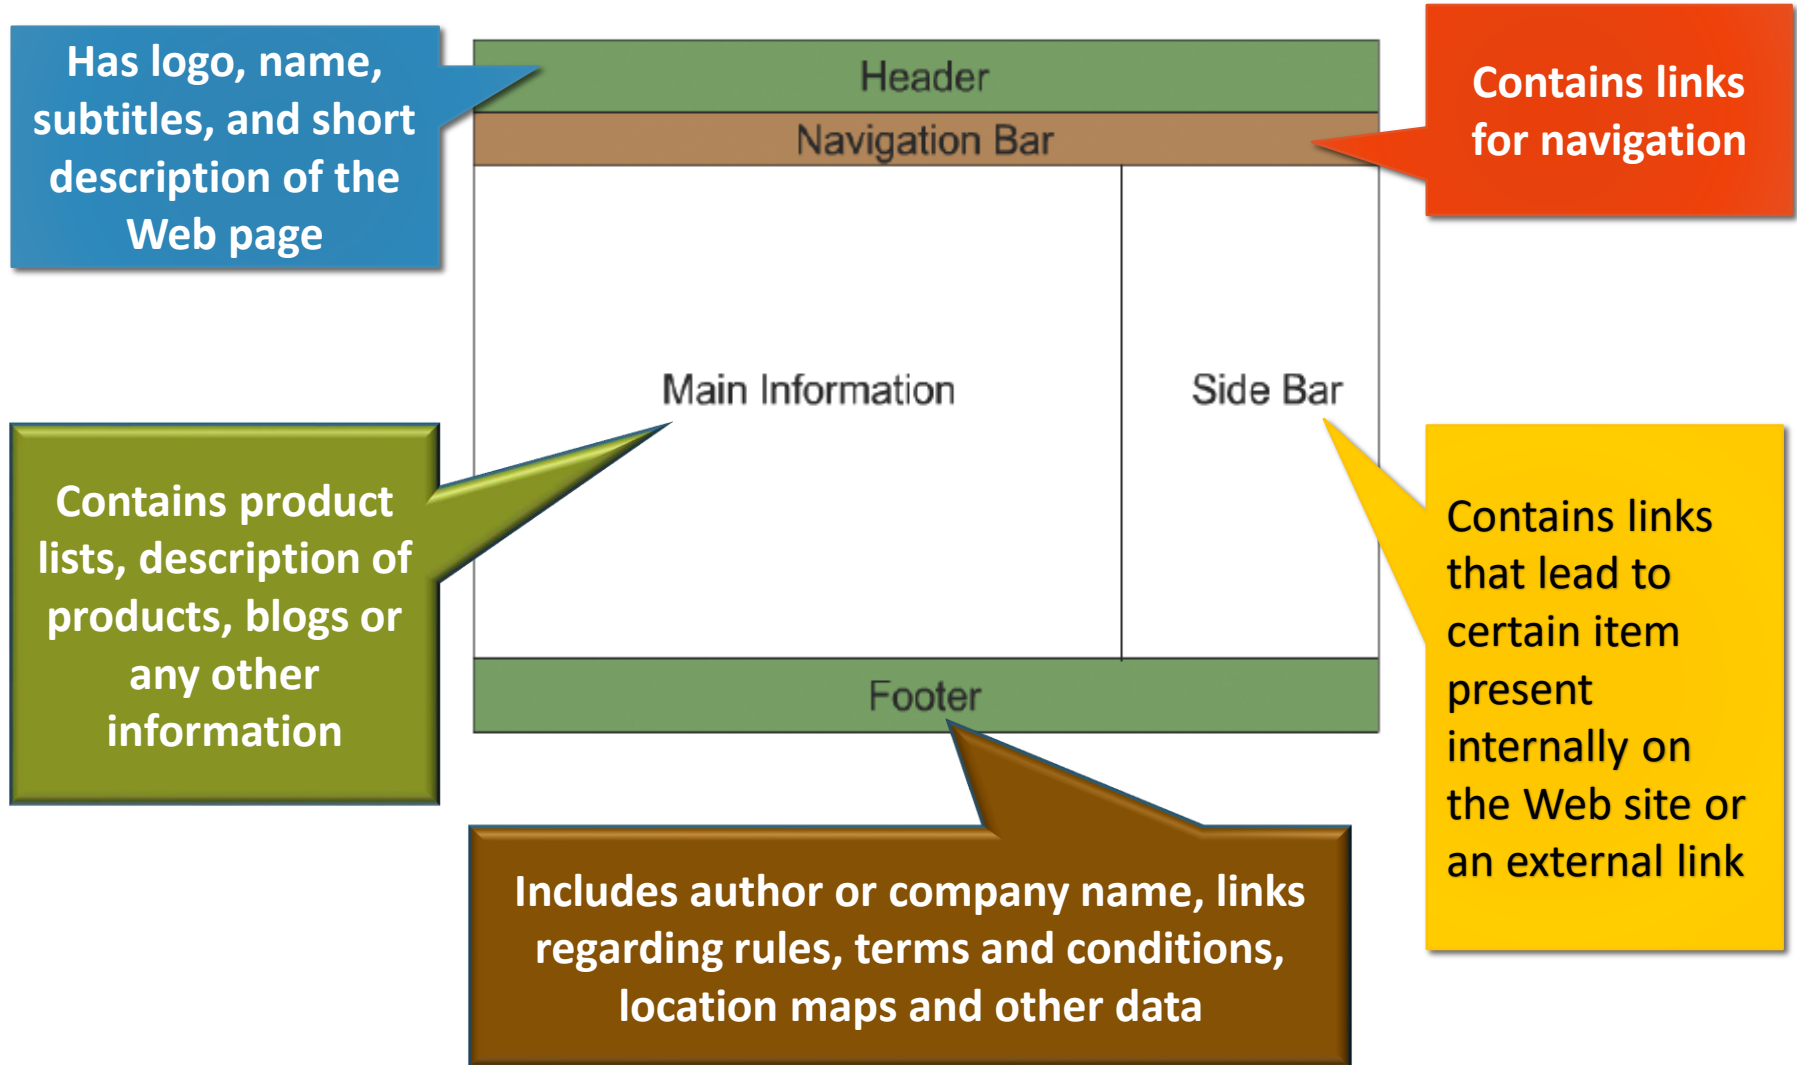 Has logo, name,
subtitles, and short
description of the
Web page
Header
Navigation Bar
Contains links
for navigation
Main Information
Side Bar
Contains product
lists, description of
products, blogs or
any other
information
Contains links
that lead to
certain item
present
internally on
the Web site or
an external link
Footer
Includes author or company name, links
regarding rules, terms and conditions,
location maps and other data